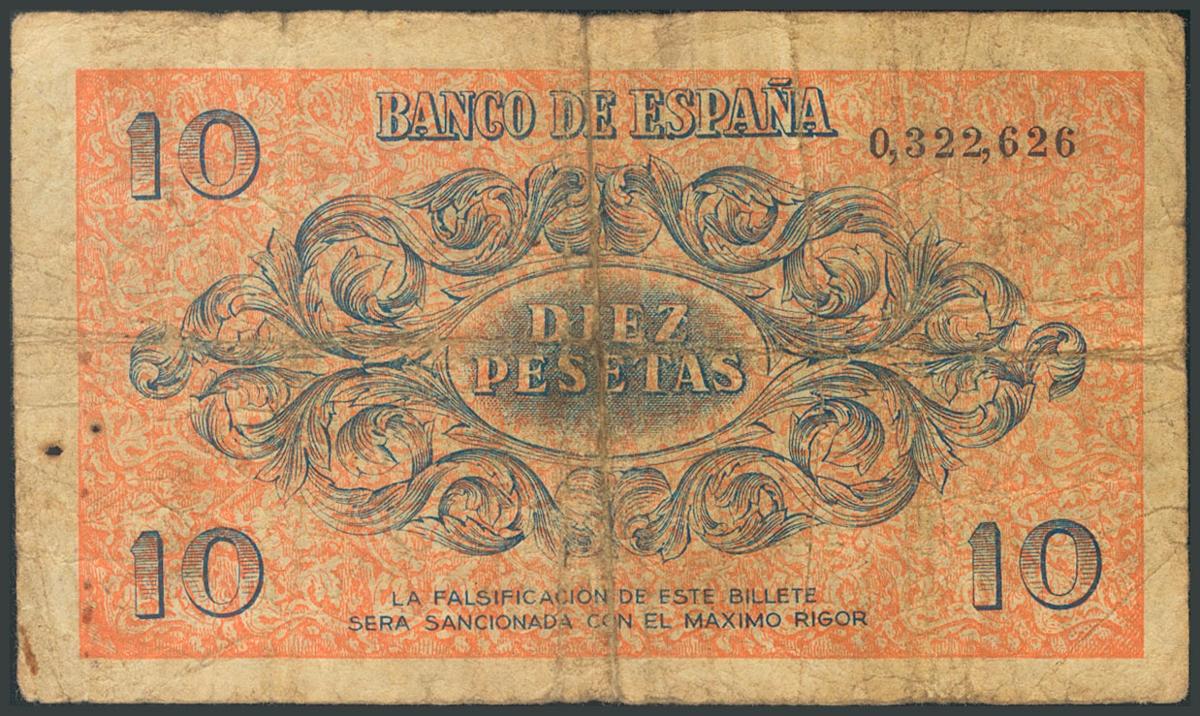 10
BANCO DE ESPAÑA
0,322,626
DIEZ
PESETAS
10
10
LA FALSIFICACION DE ESTE BILLETE
SERA SANCIONADA CON EL MAXIMO RIGOR